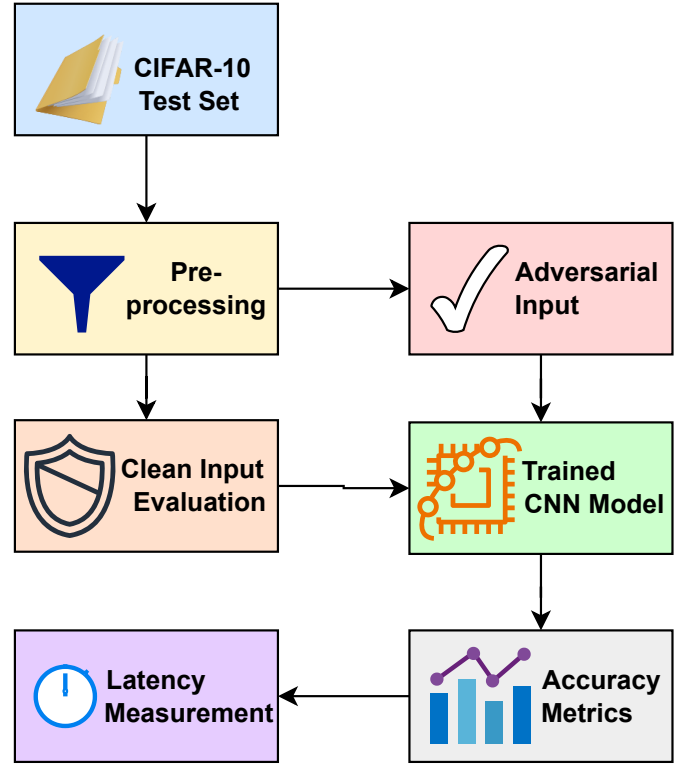 CIFAR-10
Test Set
Pre-
processing
Adversarial
Input
Clean Input
Evaluation
Trained
CNN Model
Latency
Measurement
Accuracy
Metrics